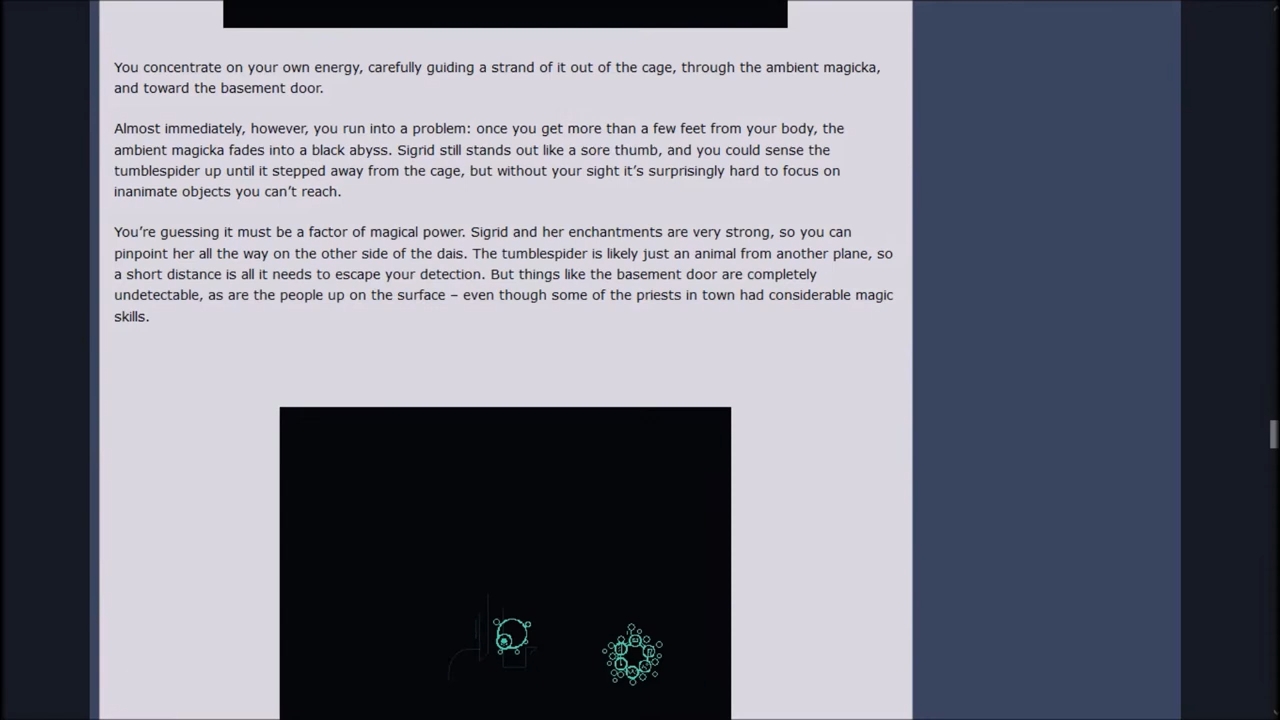 You concentrate on your own energy, carefully guiding a strand of it out of the cage, through the ambient magicka,
and toward the basement door.
Almost immediately, however, you run into a problem: once you get more than a few feet from your body, the
ambient magicka fades into a black abyss. Sigrid still stands out like a sore thumb, and you could sense the
tumblespider up until it stepped away from the cage, but without your sight it’s surprisingly hard to focus on
inanimate objects you can’t reach.
You’re guessing it must be a factor of magical power. Sigrid and her enchantments are very strong, so you can
pinpoint her all the way on the other side of the dais. The tumblespider is likely just an animal from another plane, so
a short distance is all it needs to escape your detection. But things like the basement door are completely
undetectable, as are the people up on the surface – even though some of the priests in town had considerable magic
skills.